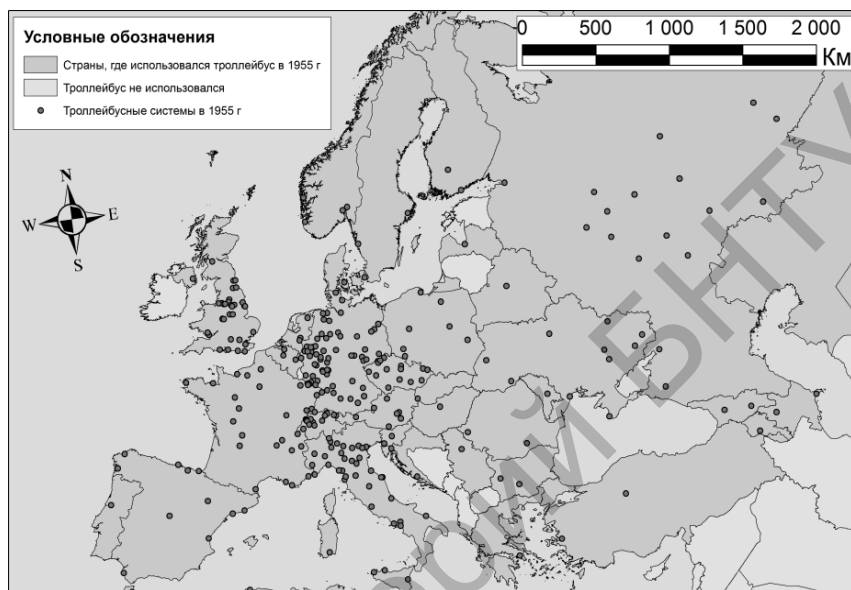 Условные обозначения
Страны, где использовался троллейбус в 1955 г
Троллейбус не использовался
Троллейбусные системы в 1955 г
0 500 1 000 1 500 2 000
Км
N
W E
S
БНТУ